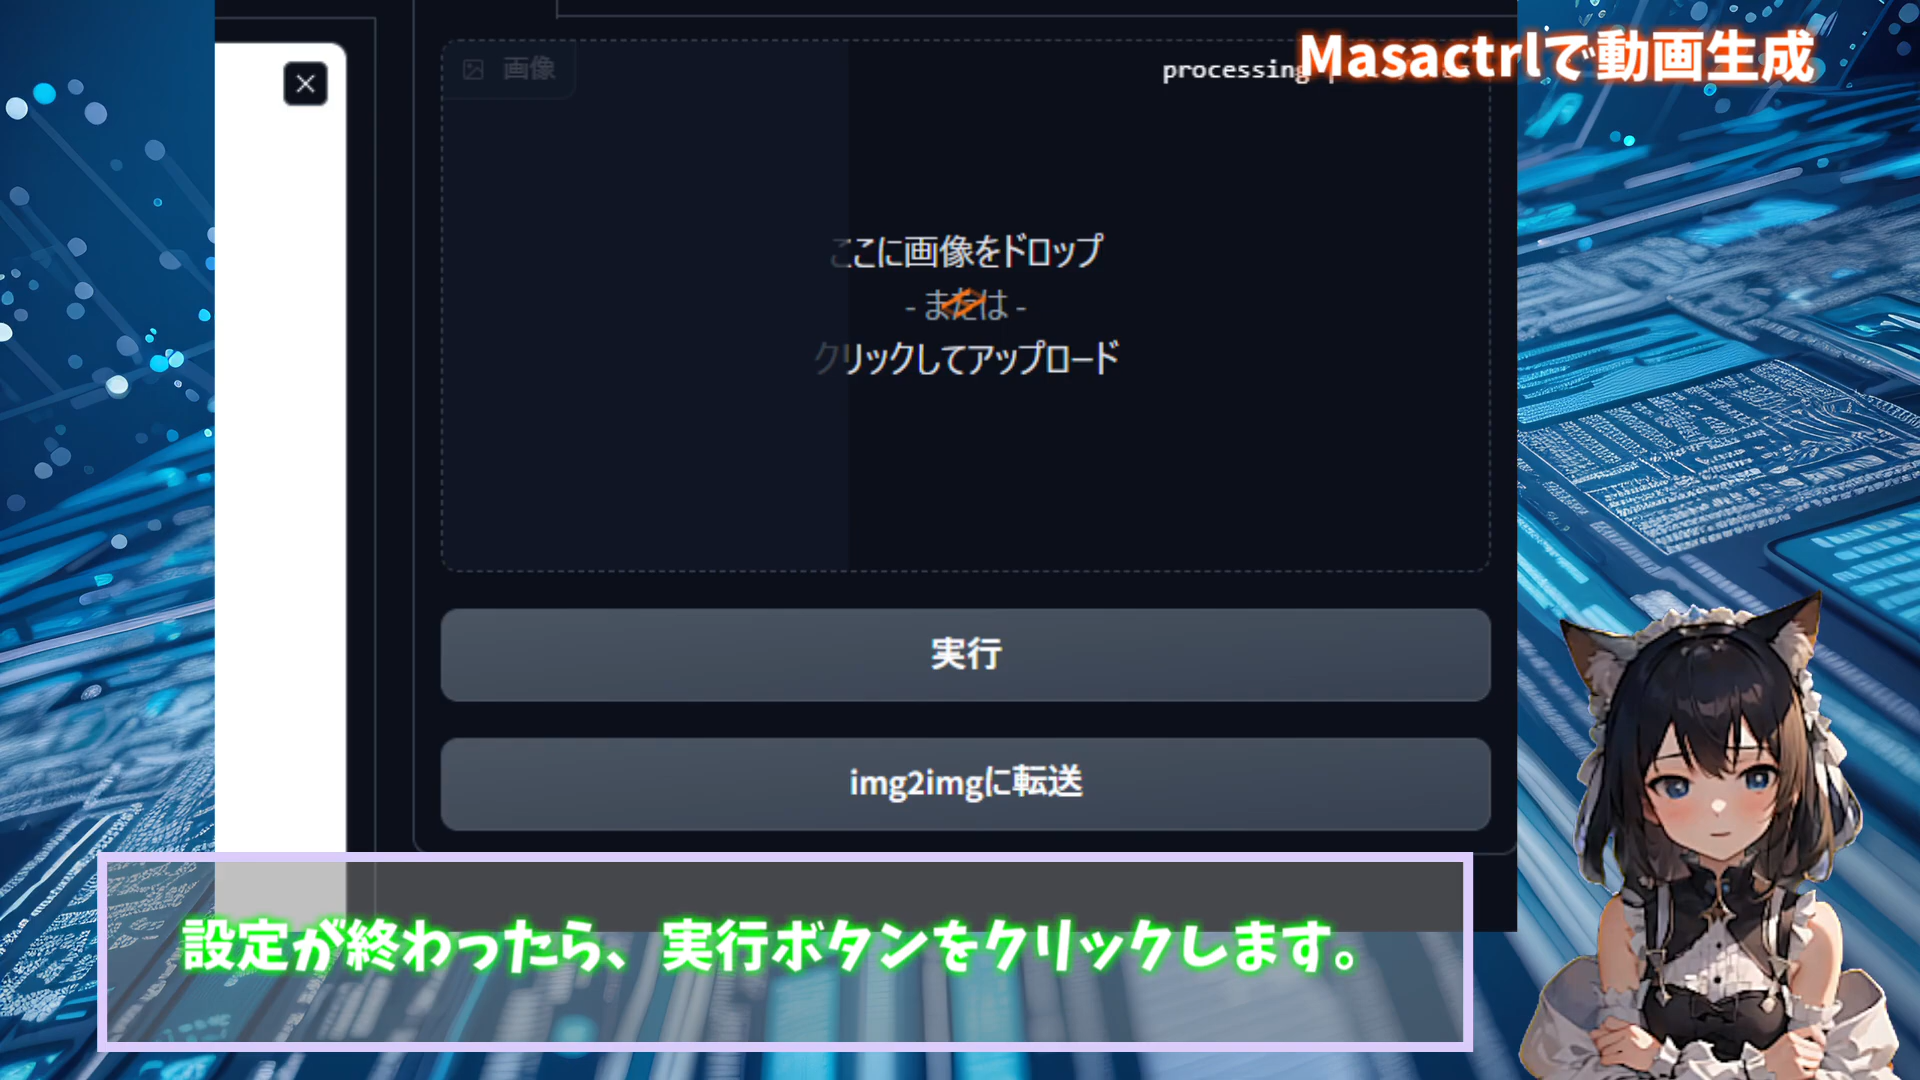 Masactrlで動画生成
画像
processing
ここに画像をドロップ
- または -
クリックしてアップロード
実行
img2imgに転送
設定が終わったら、実行ボタンをクリックします。